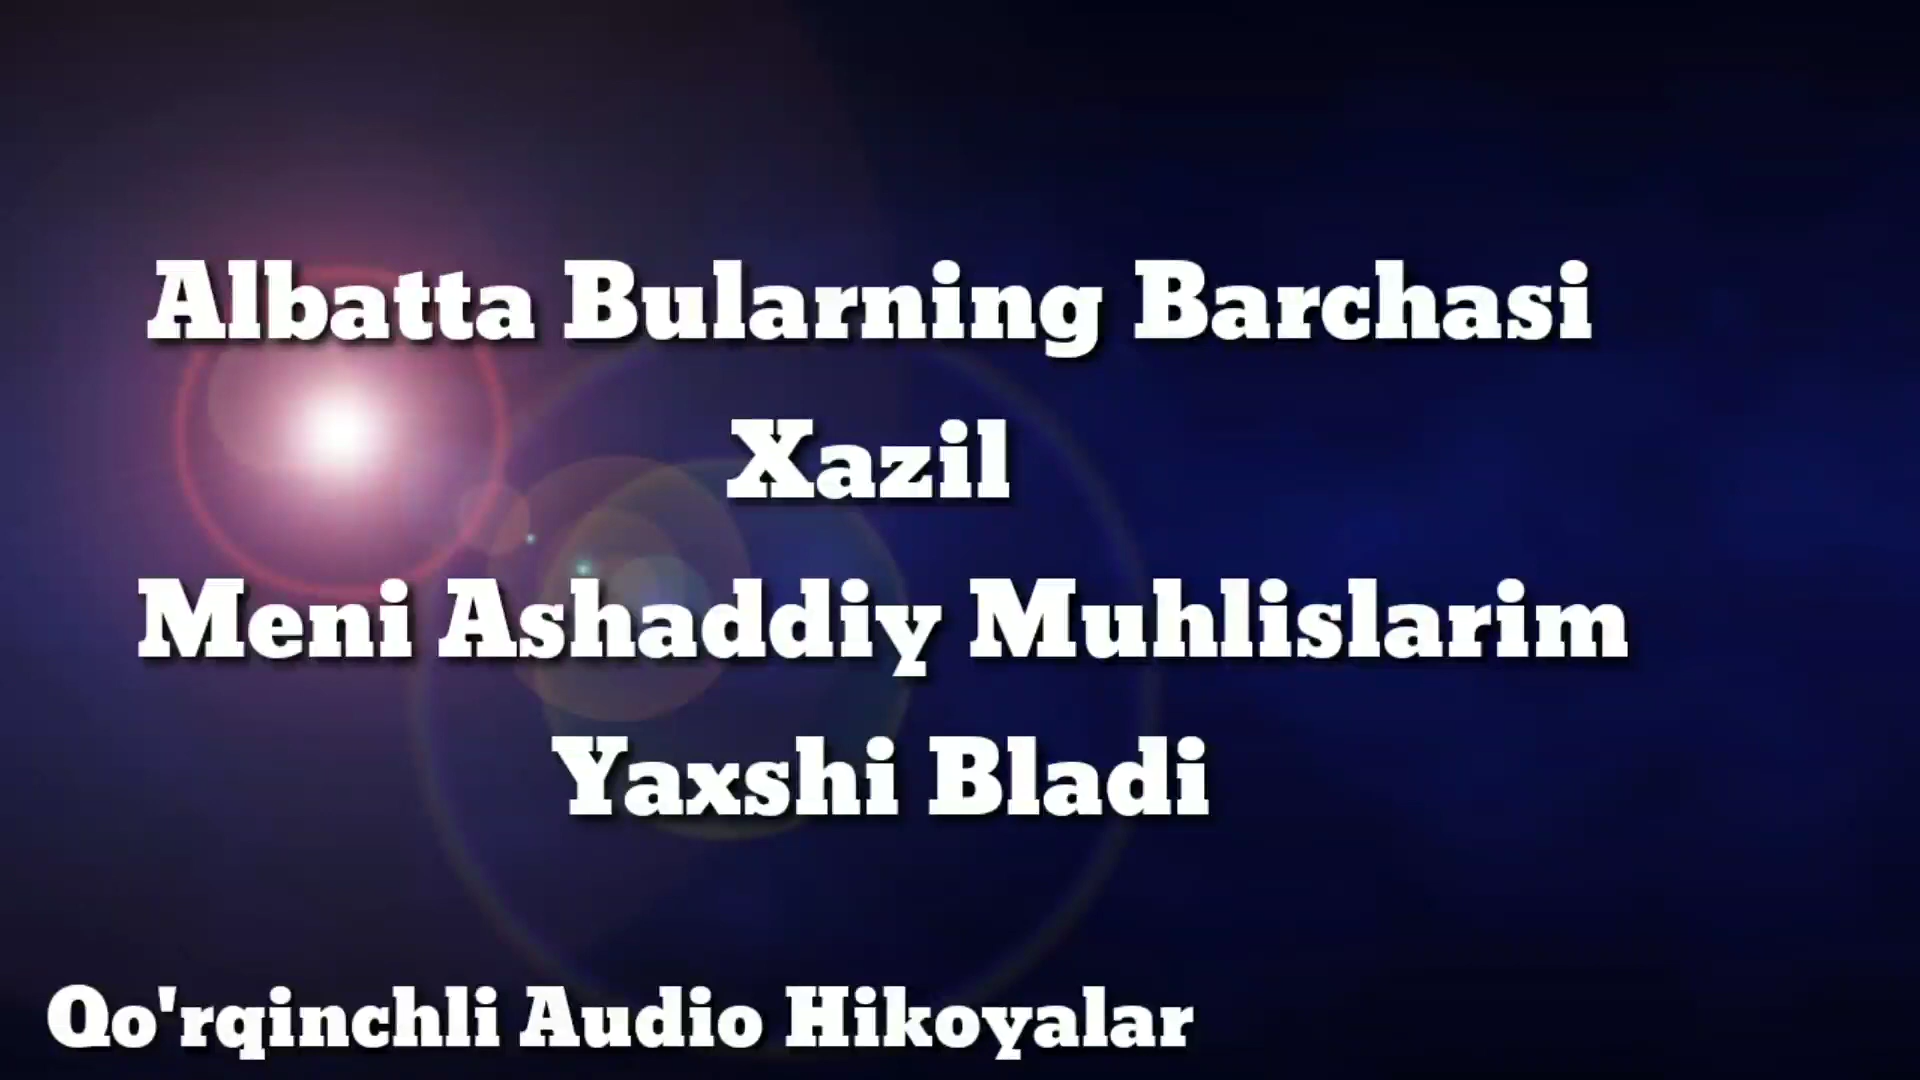 Albatta Bularning Barchasi
Xazil
Meni Ashaddiy Muhlislarim
Yaxshi Bladi
Qo'rqinchli Audio Hikoyalar